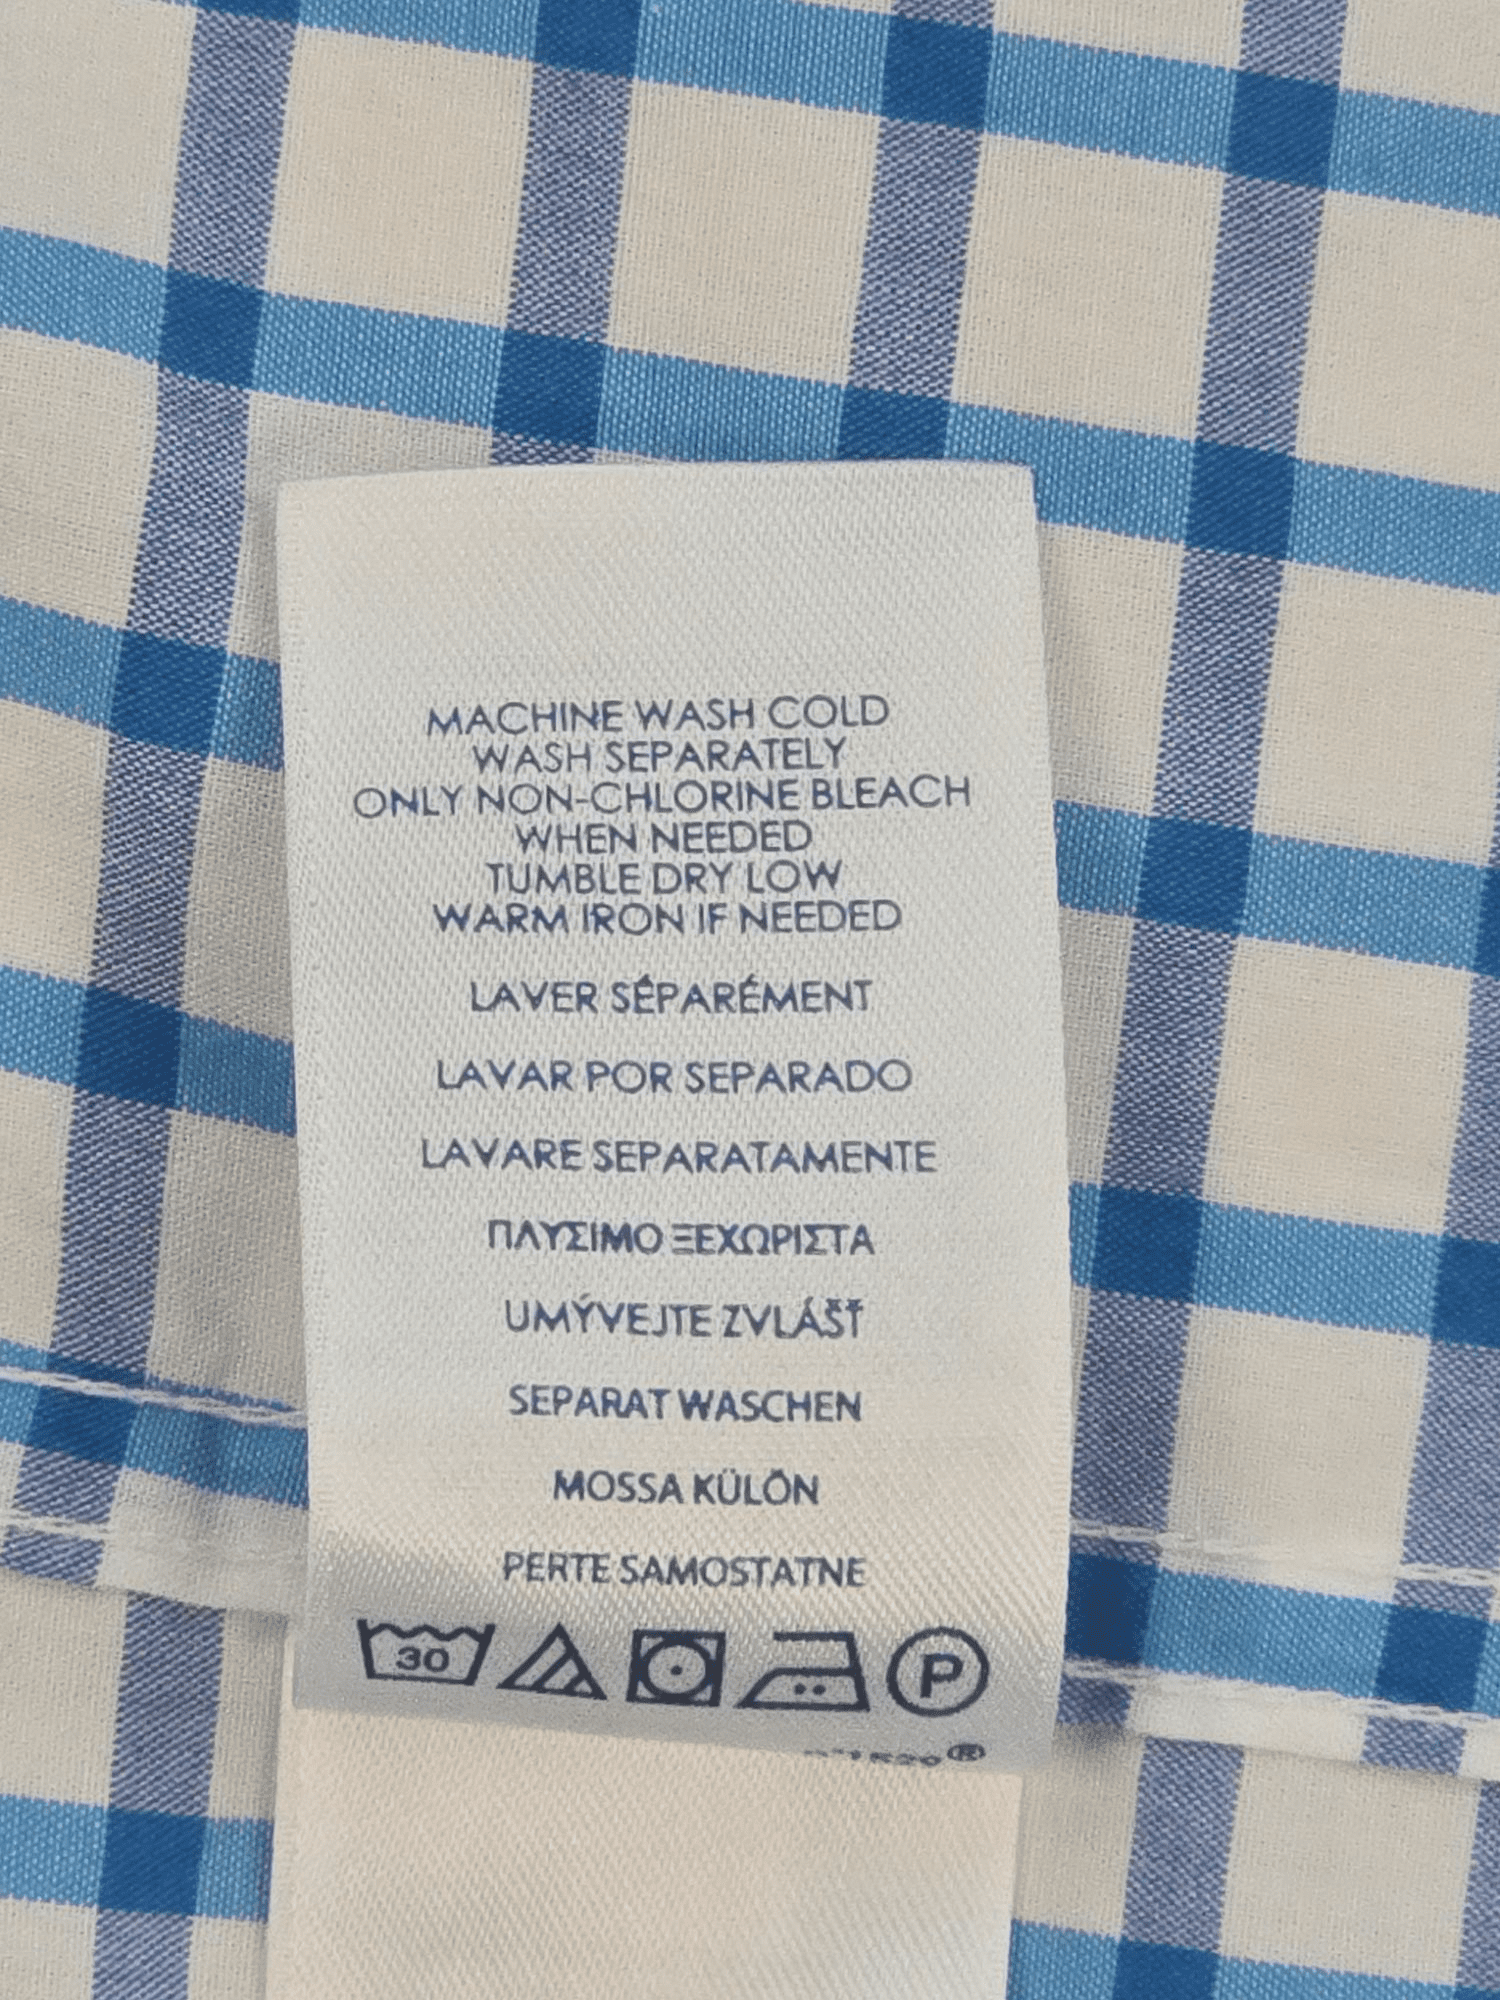 MACHINE WASH COLD
WASH SEPARATELY
ONLY NON-CHLORINE BLEACH
WHEN NEEDED
TUMBLE DRY LOW
WARM IRON IF NEEDED
LAVER SÉPARÉMENT
LAVAR POR SEPARADO
LAVARE SEPARATAMENTE
ΠΛΥΣΙΜΟ ΞΕΧΩΡΙΣΤΑ
UMÝVEJTE ZVLÁŠŤ
SEPARAT WASCHEN
MOSSA KÜLÖN
PERTE SAMOSTATNE
30 P